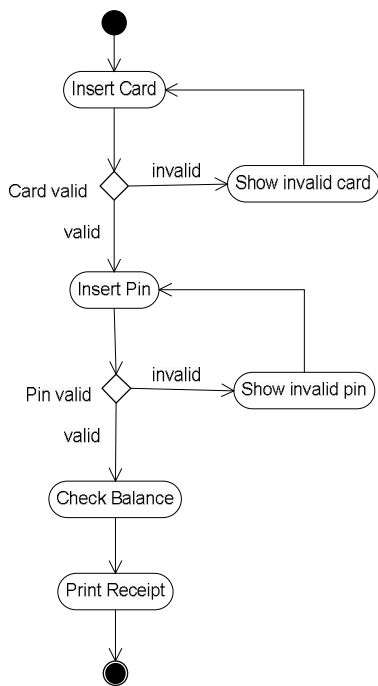 Insert Card
invalid
Show invalid card
Card valid
valid
Insert Pin
invalid
Show invalid pin
Pin valid
valid
Check Balance
Print Receipt